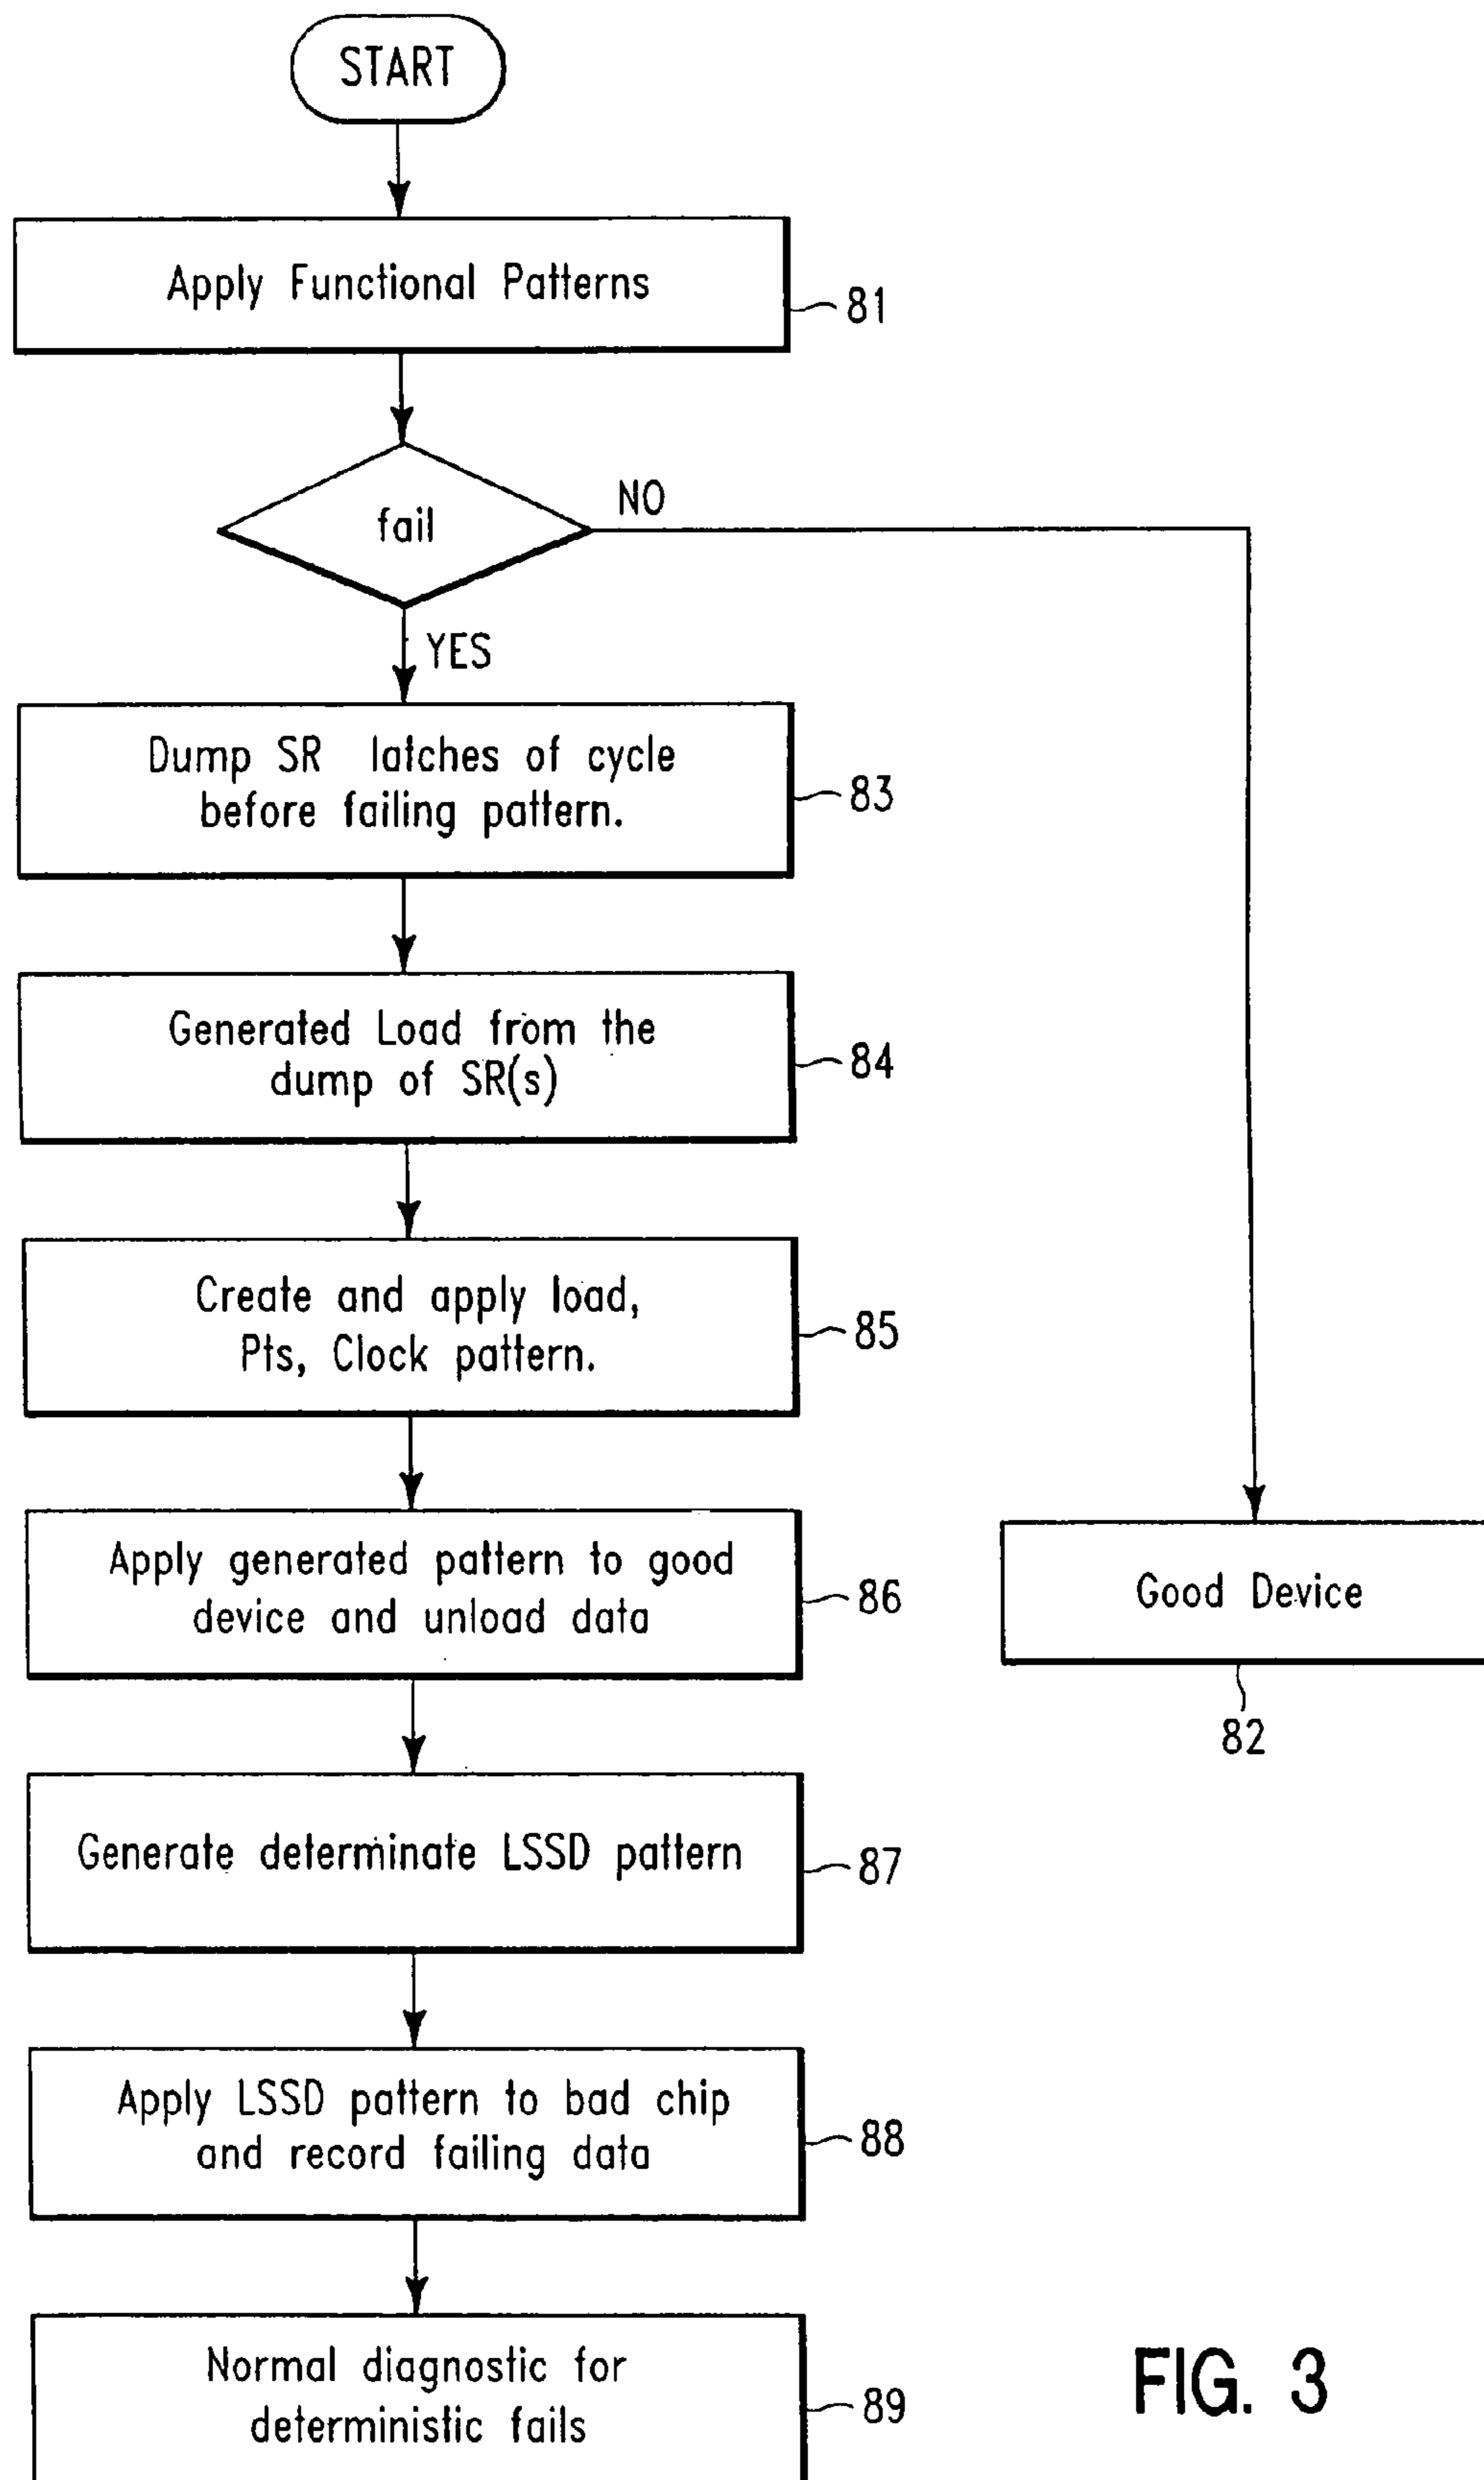 START
Apply Functional Patterns
81
fail
NO
YES
Dump SR latches of cycle
before failing pattern.
83
Generated Load from the
dump of SR(s)
84
Create and apply load,
PIs, Clock pattern.
85
Apply generated pattern to good
device and unload data
86
Good Device
82
Generate determinate LSSD pattern
87
Apply LSSD pattern to bad chip
and record failing data
88
Normal diagnostic for
deterministic fails
89
FIG. 3